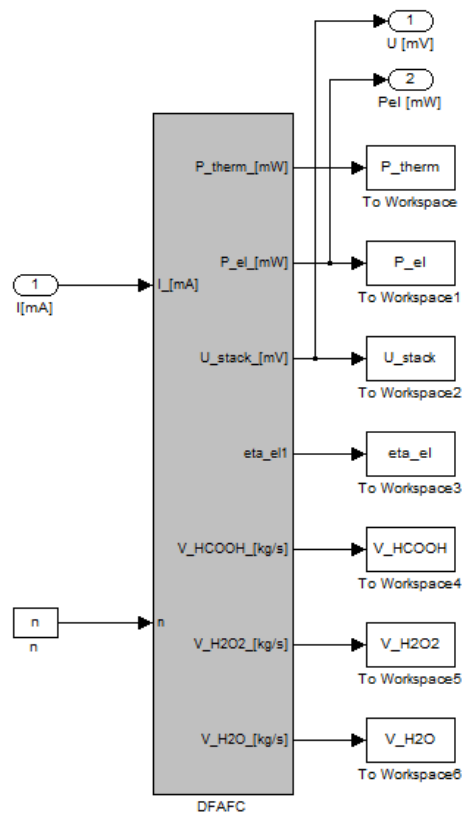 1
U [mV]
2
Pel [mW]
P_therm_[mW]
P_therm
To Workspace
P_el_[mW]
P_el
To Workspace1
1
I[mA]
I_[mA]
U_stack_[mV]
U_stack
To Workspace2
eta_el1
eta_el
To Workspace3
V_HCOOH_[kg/s]
V_HCOOH
To Workspace4
n
n
n
V_H2O2_[kg/s]
V_H2O2
To Workspace5
V_H2O_[kg/s]
V_H2O
To Workspace6
DFAFC